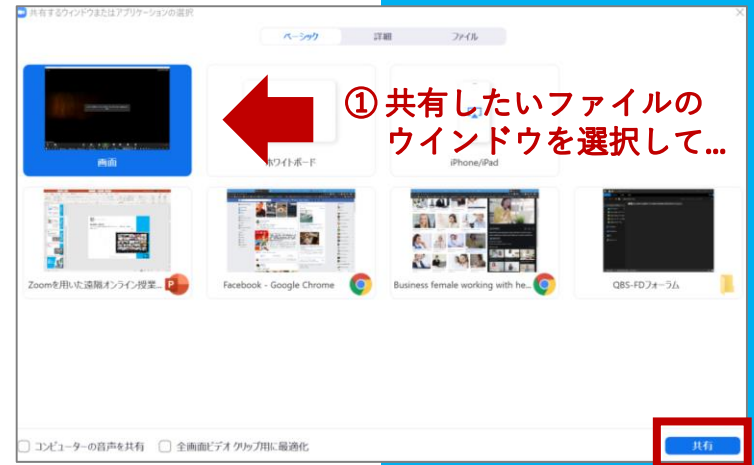 共有するウィンドウまたはアプリケーションの選択
ベーシック
詳細
ファイル
① 共有したいファイルの
ウインドウを選択して…
画面
ホワイトボード
iPhone/iPad
Zoomを用いた遠隔オンライン授業...
Facebook - Google Chrome
Business female working with he...
QBS-FDフォーラム
コンピューターの音声を共有
全画面ビデオ クリップ用に最適化
共有